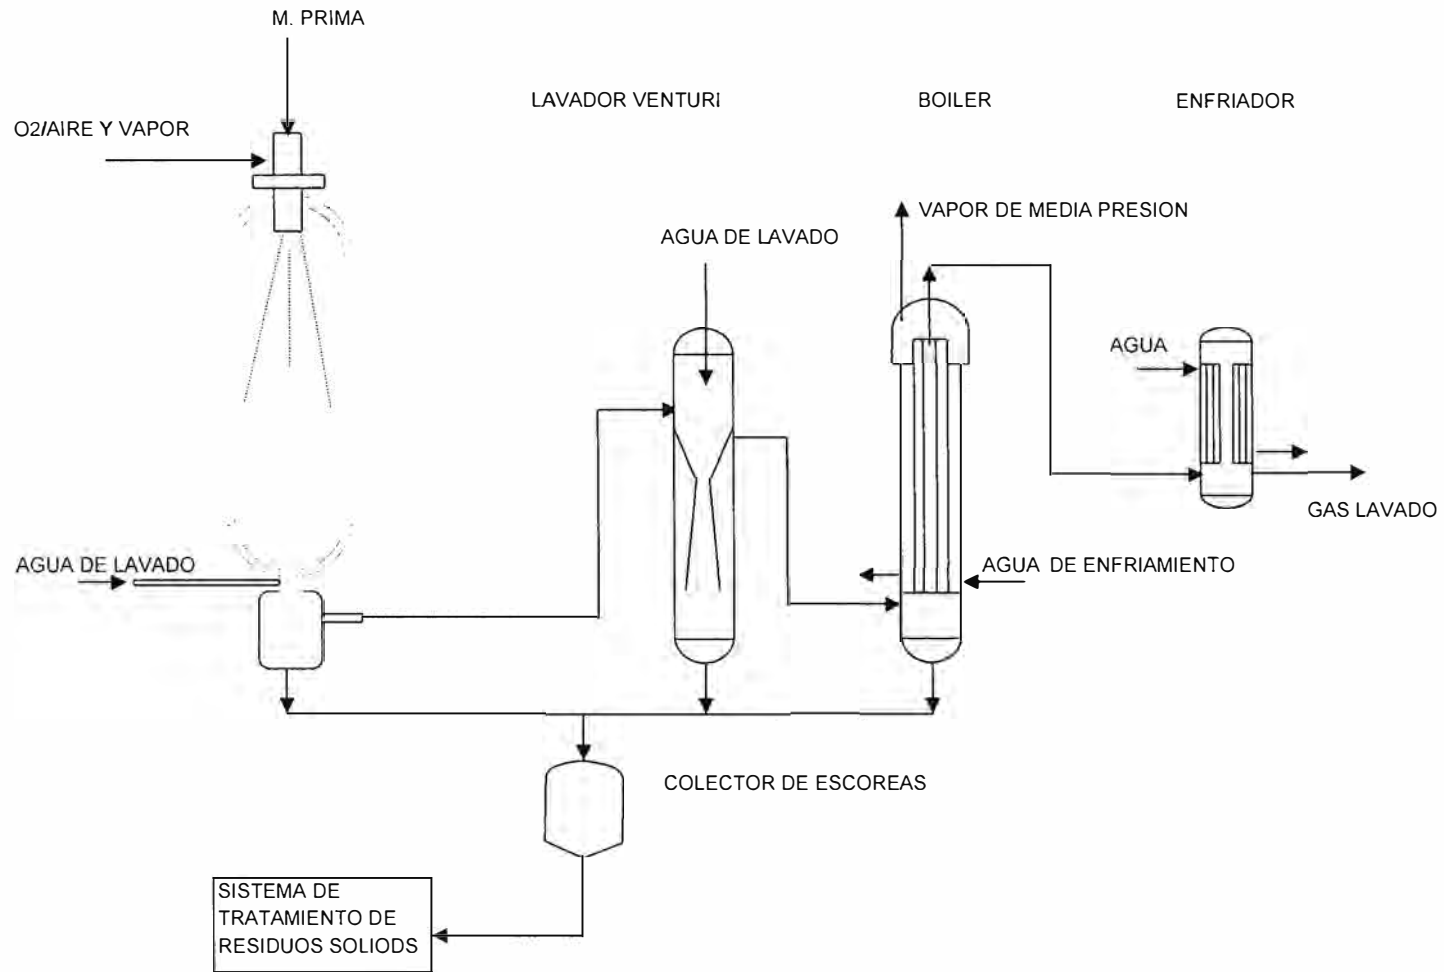 M. PRIMA
LAVADOR VENTURI
BOILER
ENFRIADOR
O2/AIRE Y VAPOR
VAPOR DE MEDIA PRESION
AGUA DE LAVADO
AGUA
GAS LAVADO
AGUA DE LAVADO
AGUA DE ENFRIAMIENTO
COLECTOR DE ESCOREAS
SISTEMA DE
TRATAMIENTO DE
RESIDUOS SOLIODS